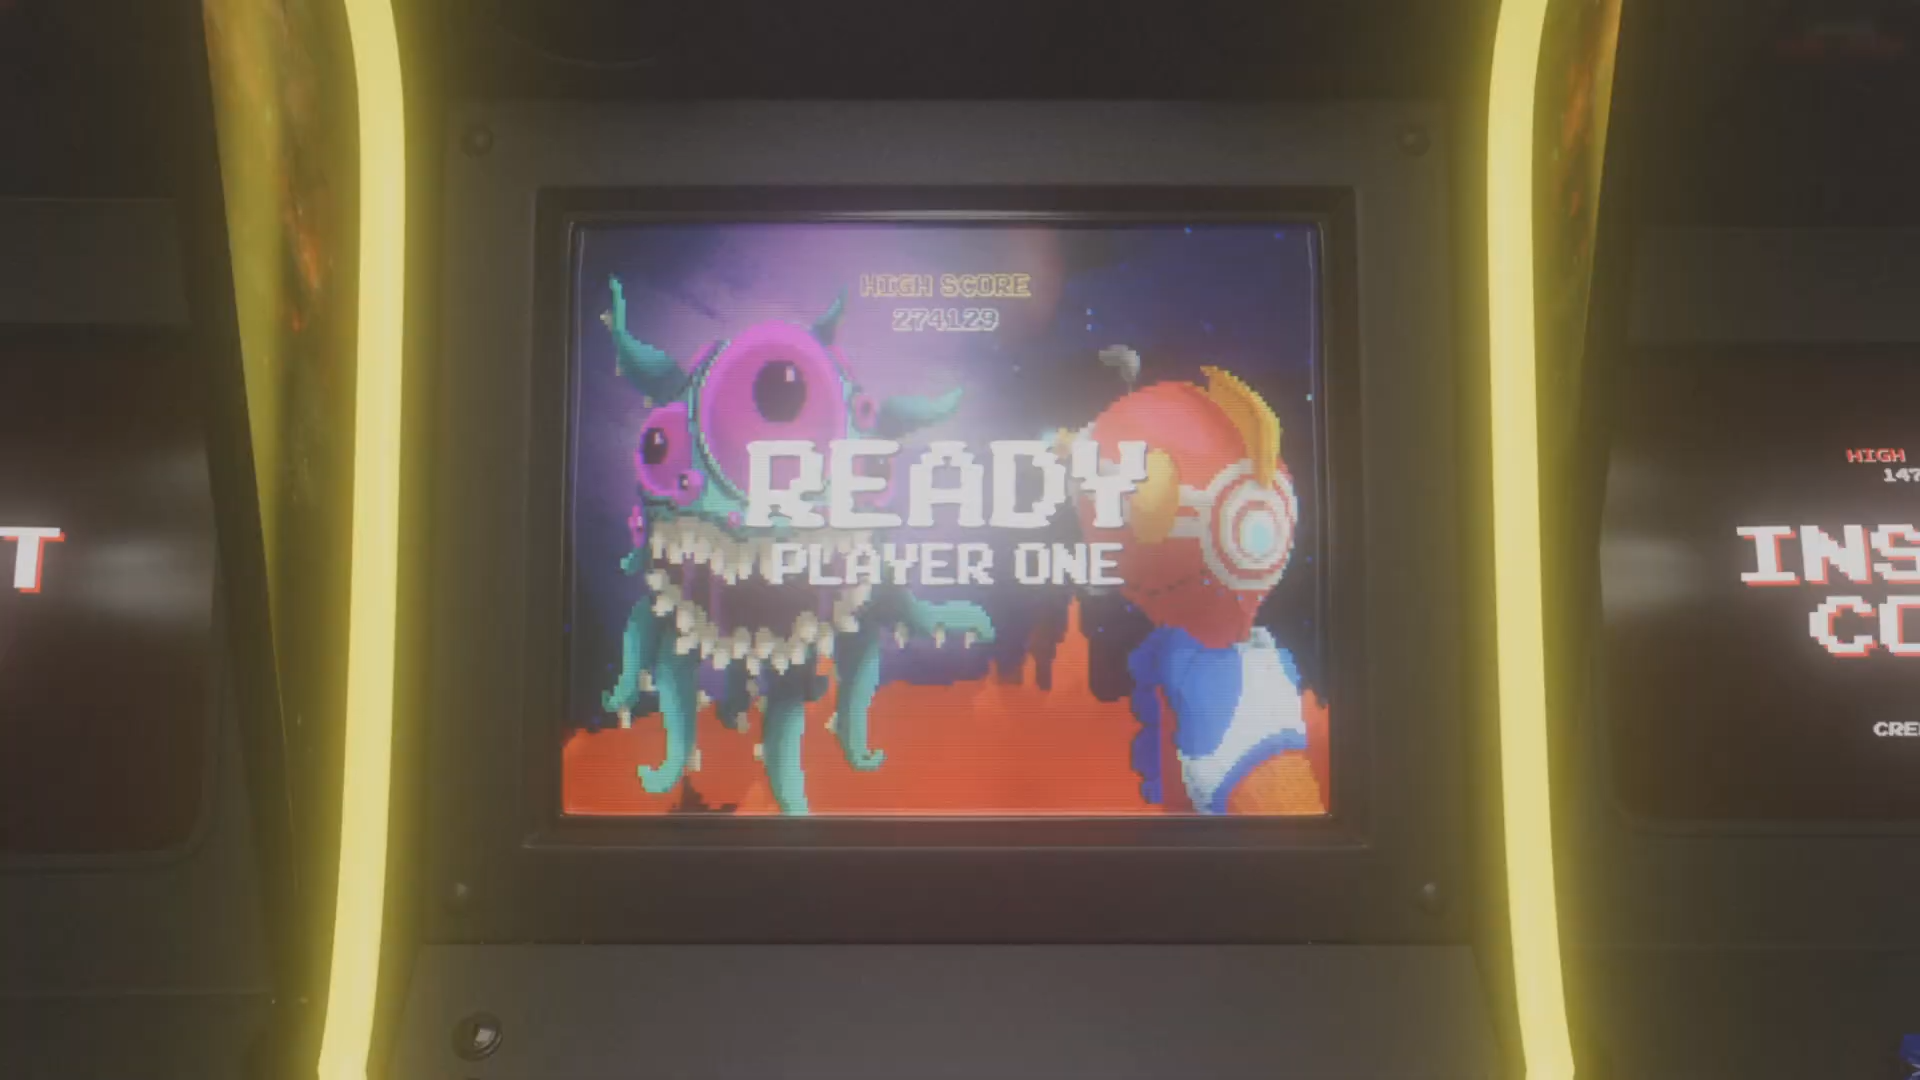 HIGH SCORE
274129
READY
PLAYER ONE
T
HIGH
147
INS
CO
CRE